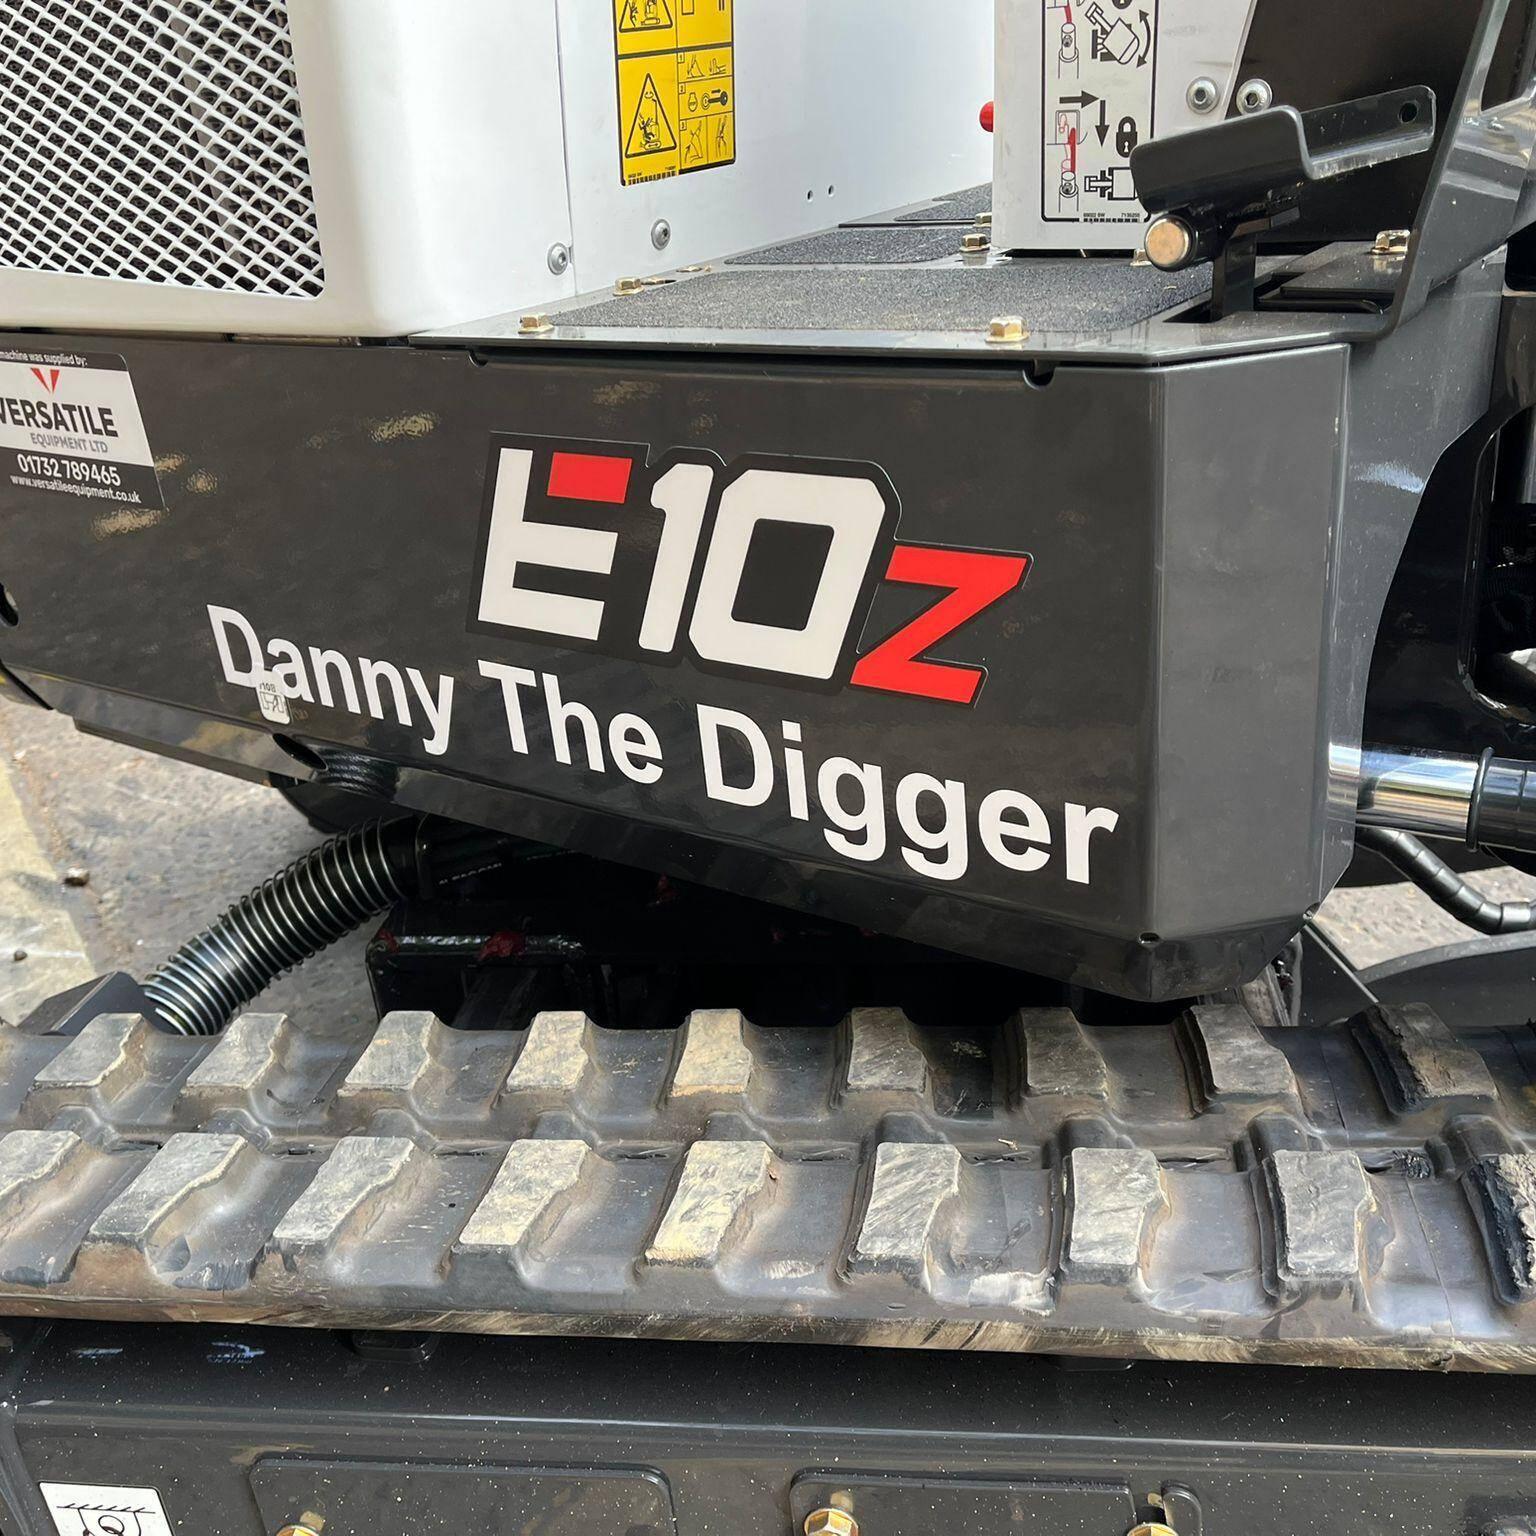 machine was supplied by:
VERSATILE
EQUIPMENT LTD
01732 789465
www.versatileequipment.co.uk
E10z
Danny The Digger